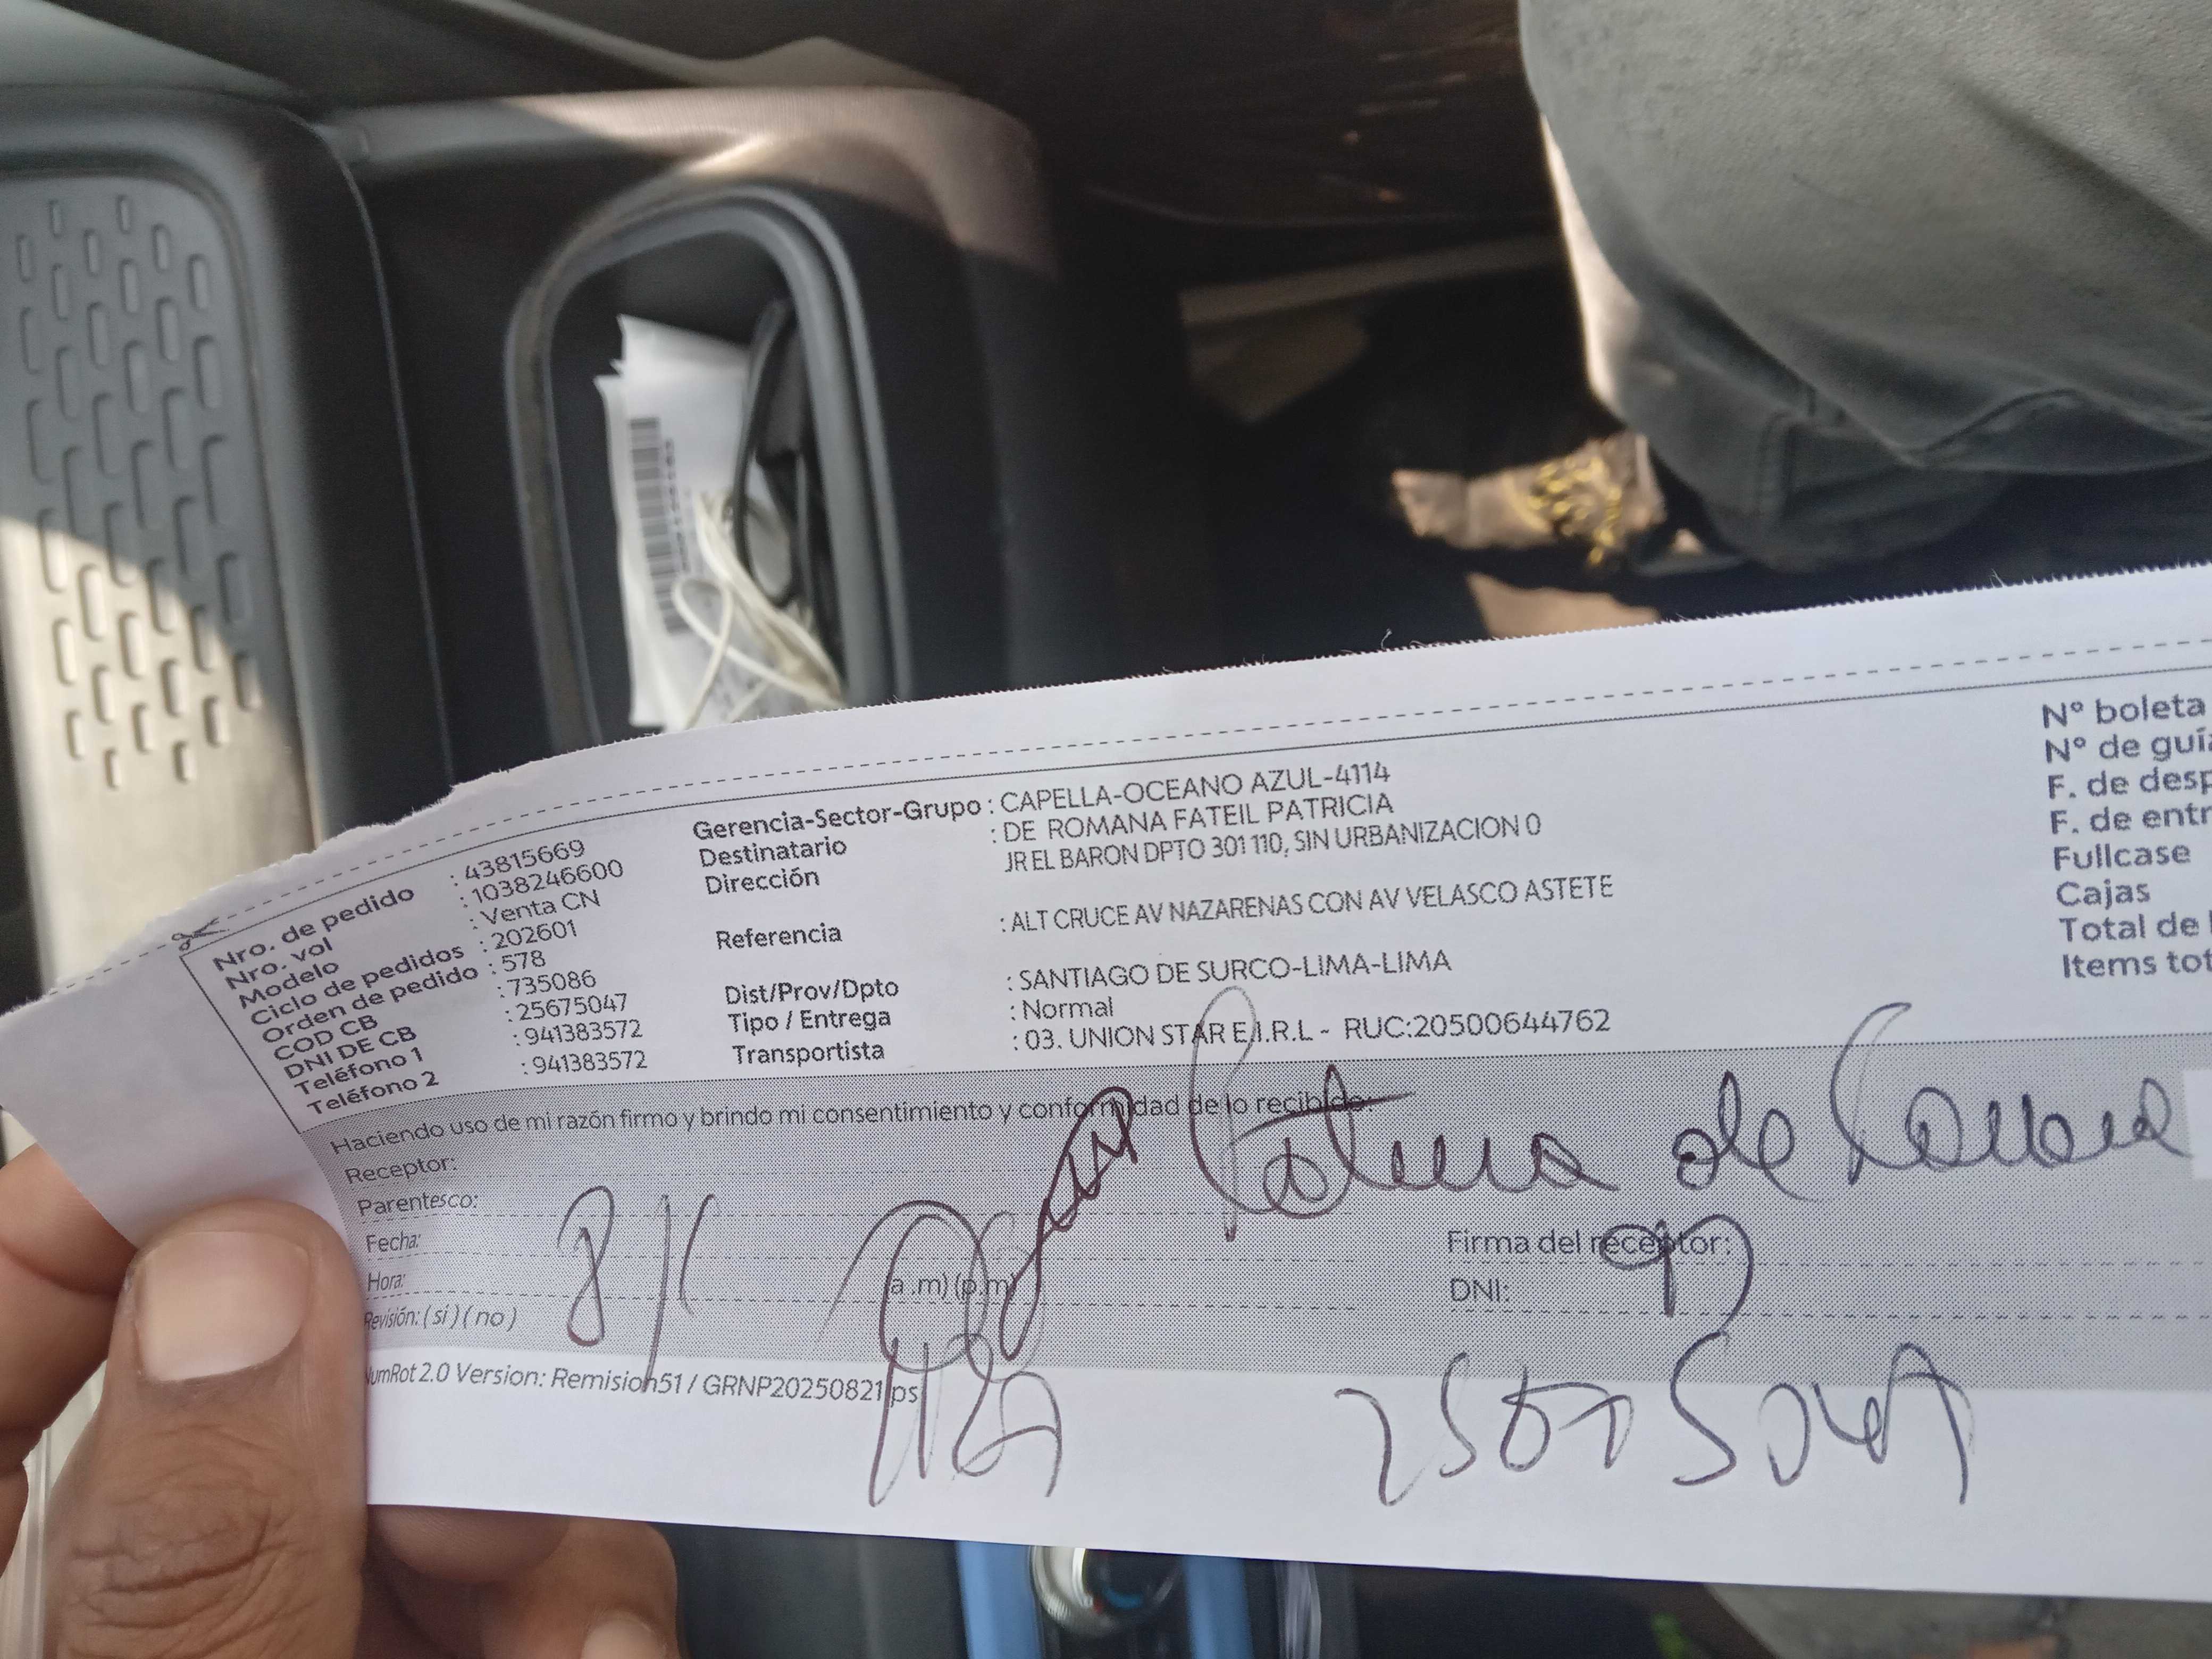 Nro. de pedido : 43815669
Nro. vol : 1038246600
Modelo : Venta CN
Ciclo de pedidos : 202601
Orden de pedido : 578
COD CB : 735086
DNI DE CB : 25675047
Teléfono 1 : 941383572
Teléfono 2 : 941383572
Gerencia-Sector-Grupo : CAPELLA-OCEANO AZUL-4114
Destinatario : DE ROMANA FATEIL PATRICIA
Dirección JR EL BARON DPTO 301 110, SIN URBANIZACION 0
Referencia : ALT CRUCE AV NAZARENAS CON AV VELASCO ASTETE
Dist/Prov/Dpto : SANTIAGO DE SURCO-LIMA-LIMA
Tipo / Entrega : Normal
Transportista : 03. UNION STAR E.I.R.L - RUC:20500644762
N° boleta
N° de guía
F. de desp
F. de entr
Fullcase
Cajas
Total de
Items tot
Haciendo uso de mi razón firmo y brindo mi consentimiento y conformidad de lo recibido:
Receptor:
Parentesco:
Fecha:
Hora: (a.m) (p.m)
Revisión: ( si ) ( no )
Firma del receptor:
DNI:
25675047
NumRot 2.0 Version: Remision51 / GRNP20250821.ps